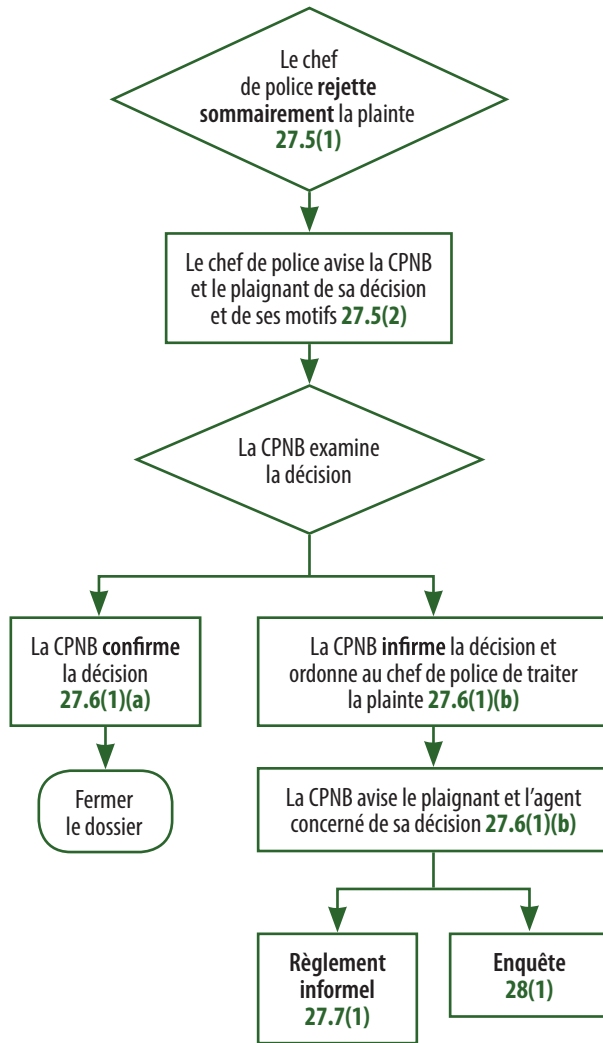 Le chef
de police rejette
sommairement la plainte
27.5(1)
Le chef de police avise la CPNB
et le plaignant de sa décision
et de ses motifs 27.5(2)
La CPNB examine
la décision
La CPNB confirme
la décision
27.6(1)(a)
Fermer
le dossier
La CPNB infirme la décision et
ordonne au chef de police de traiter
la plainte 27.6(1)(b)
La CPNB avise le plaignant et l'agent
concerné de sa décision 27.6(1)(b)
Règlement
informel
27.7(1)
Enquête
28(1)